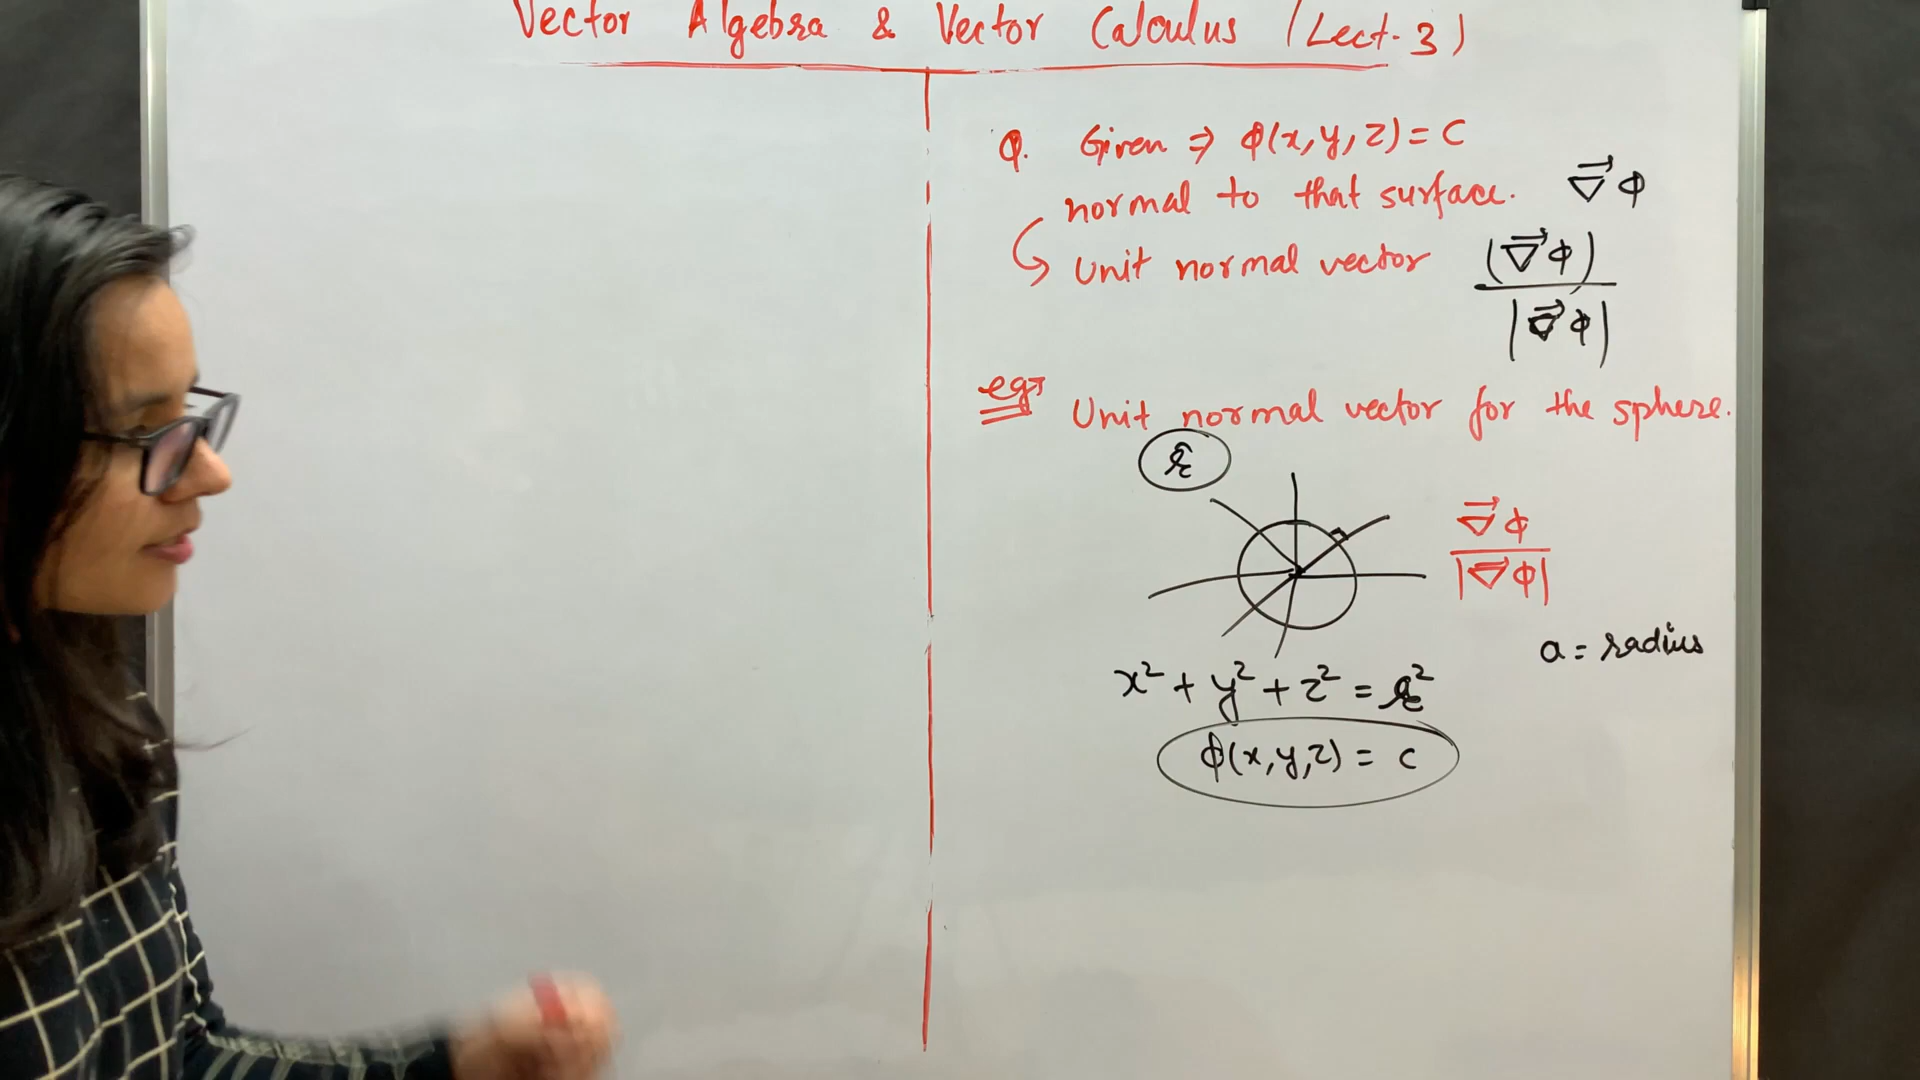 Vector Algebra & Vector Calculus (Lect-3)
Q. Given ⇒ ϕ(x,y,z) = C
normal to that surface. ∇⃗ϕ
Unit normal vector (∇⃗ϕ) / |∇⃗ϕ|
eg→ Unit normal vector for the sphere.
r̂
∇⃗ϕ / |∇⃗ϕ|
a = radius
x² + y² + z² = r²
ϕ(x,y,z) = c